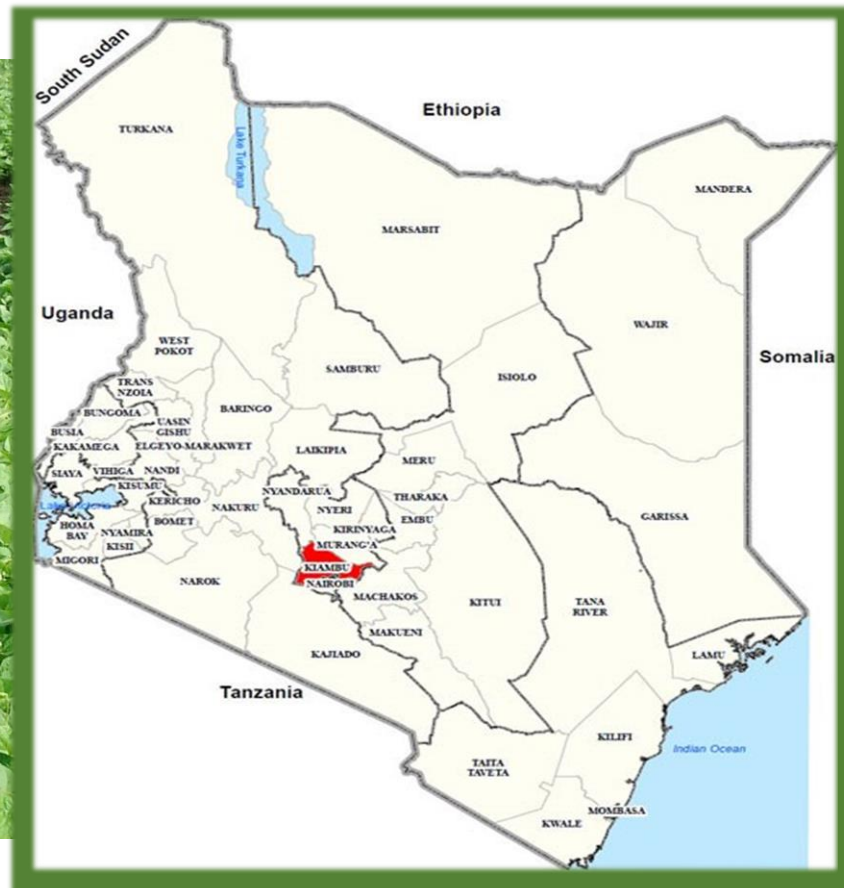 South Sudan
Ethiopia
TURKANA
Lake Turkana
MANDERA
MARSABIT
Uganda
WAJIR
WEST
POKOT
Somalia
SAMBURU
ISIOLO
TRANS
NZOIA
BARINGO
BUNGOMA
UASIN
GISHU
BUSIA
KAKAMEGA
ELGEYO-MARAKWET
LAIKIPIA
MERU
SIAYA
VIHIGA
NANDI
KISUMU
NYANDARUA
THARAKA
KERICHO
NAKURU
NYERI
EMBU
GARISSA
HOMA
BAY
NYAMIRA
BOMET
KIRINYAGA
KISII
MURANG'A
MIGORI
KIAMBU
NAROK
NAIROBI
MACHAKOS
KITUI
TANA
RIVER
MAKUENI
KAJIADO
LAMU
Tanzania
KILIFI
Indian Ocean
TAITA
TAVETA
MOMBASA
KWALE